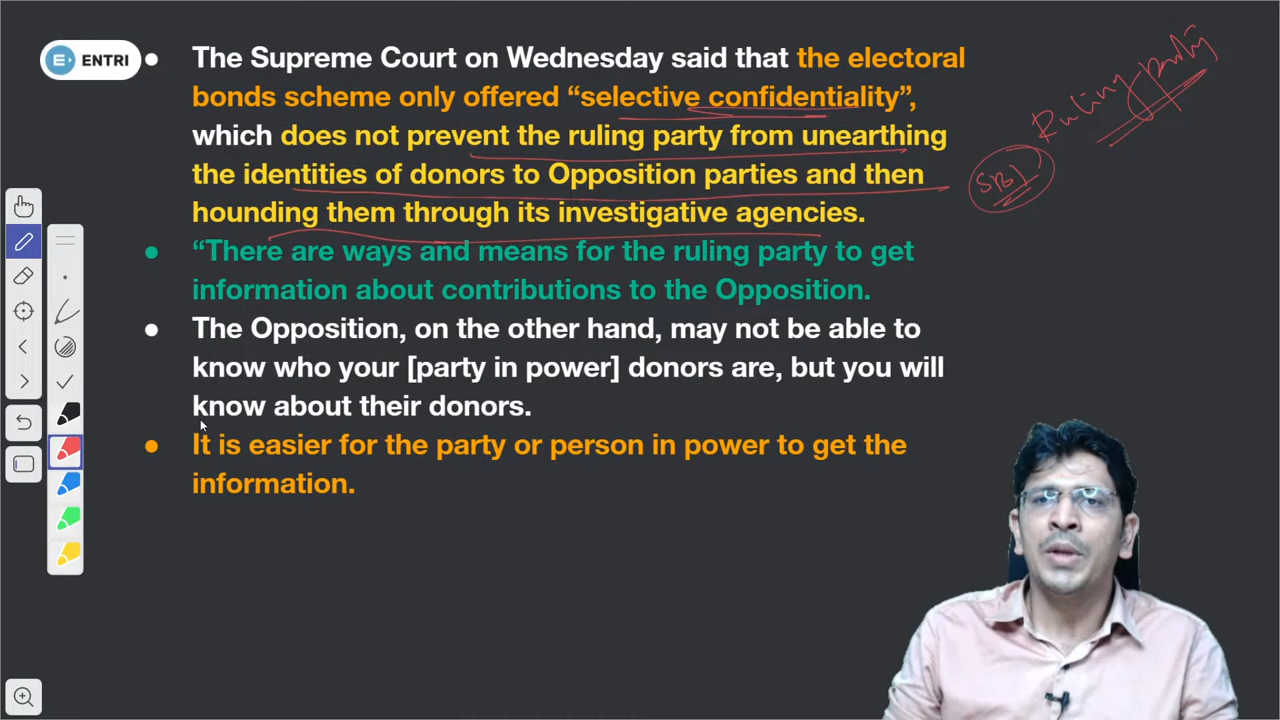 ENTRI
The Supreme Court on Wednesday said that the electoral
bonds scheme only offered “selective confidentiality”,
which does not prevent the ruling party from unearthing
the identities of donors to Opposition parties and then
hounding them through its investigative agencies.
“There are ways and means for the ruling party to get
information about contributions to the Opposition.
The Opposition, on the other hand, may not be able to
know who your [party in power] donors are, but you will
know about their donors.
It is easier for the party or person in power to get the
information.
Ruling party
SBI